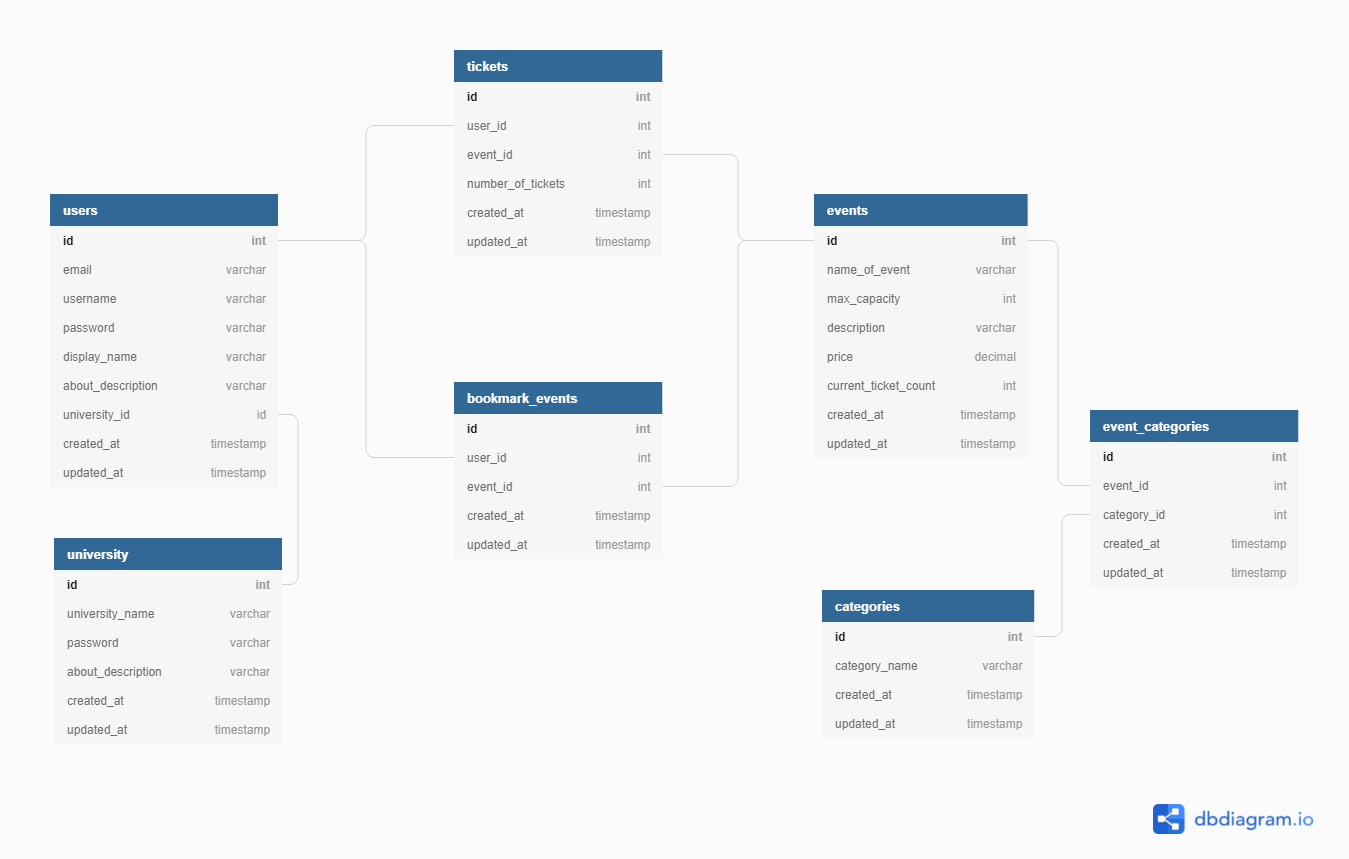 tickets
id int
user_id int
event_id int
number_of_tickets int
created_at timestamp
updated_at timestamp
users
id int
email varchar
username varchar
password varchar
display_name varchar
about_description varchar
university_id id
created_at timestamp
updated_at timestamp
events
id int
name_of_event varchar
max_capacity int
description varchar
price decimal
current_ticket_count int
created_at timestamp
updated_at timestamp
bookmark_events
id int
user_id int
event_id int
created_at timestamp
updated_at timestamp
event_categories
id int
event_id int
category_id int
created_at timestamp
updated_at timestamp
university
id int
university_name varchar
password varchar
about_description varchar
created_at timestamp
updated_at timestamp
categories
id int
category_name varchar
created_at timestamp
updated_at timestamp
dbdiagram.io